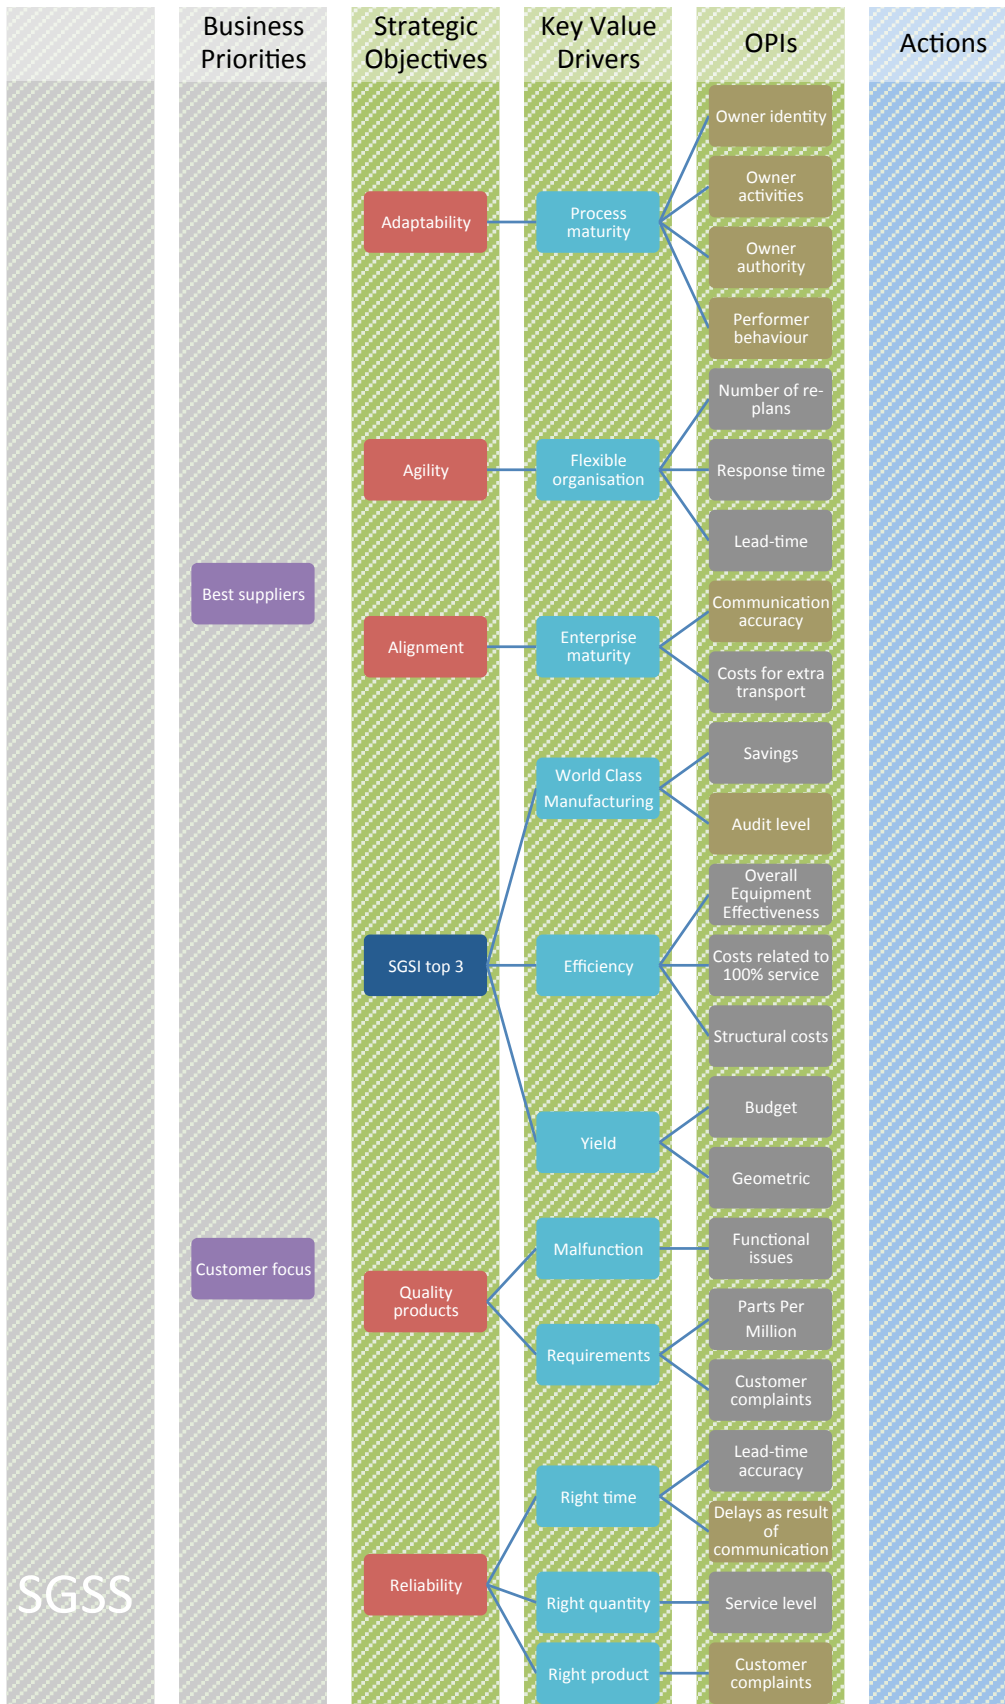 Business
Priorities
Strategic
Objectives
Key Value
Drivers
OPIs
Actions
Owner identity
Owner
activities
Adaptability
Process
maturity
Owner
authority
Performer
behaviour
Number of re-
plans
Agility
Flexible
organisation
Response time
Lead-time
Best suppliers
Communication
accuracy
Alignment
Enterprise
maturity
Costs for extra
transport
Savings
World Class
Manufacturing
Audit level
Overall
Equipment
Effectiveness
SGSI top 3
Efficiency
Costs related to
100% service
Structural costs
Budget
Yield
Geometric
Customer focus
Malfunction
Functional
issues
Quality
products
Parts Per
Million
Requirements
Customer
complaints
Lead-time
accuracy
Right time
Delays as result
of
communication
SGSS
Reliability
Right quantity
Service level
Right product
Customer
complaints